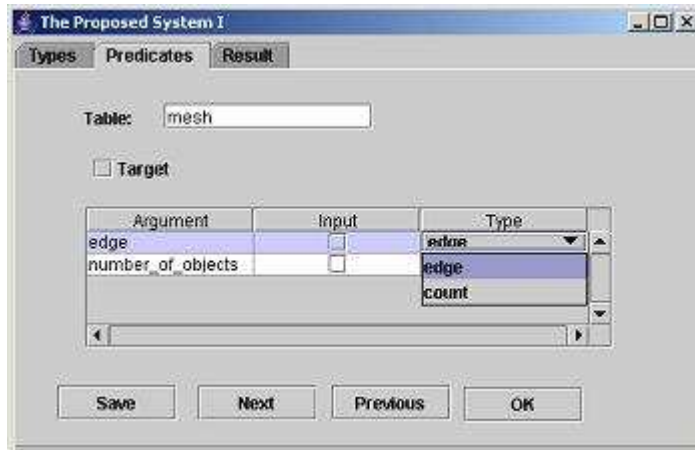 The Proposed System I
Types Predicates Result
Table: mesh
Target
Argument Input Type
edge edge
number_of_objects edge
count
Save Next Previous OK